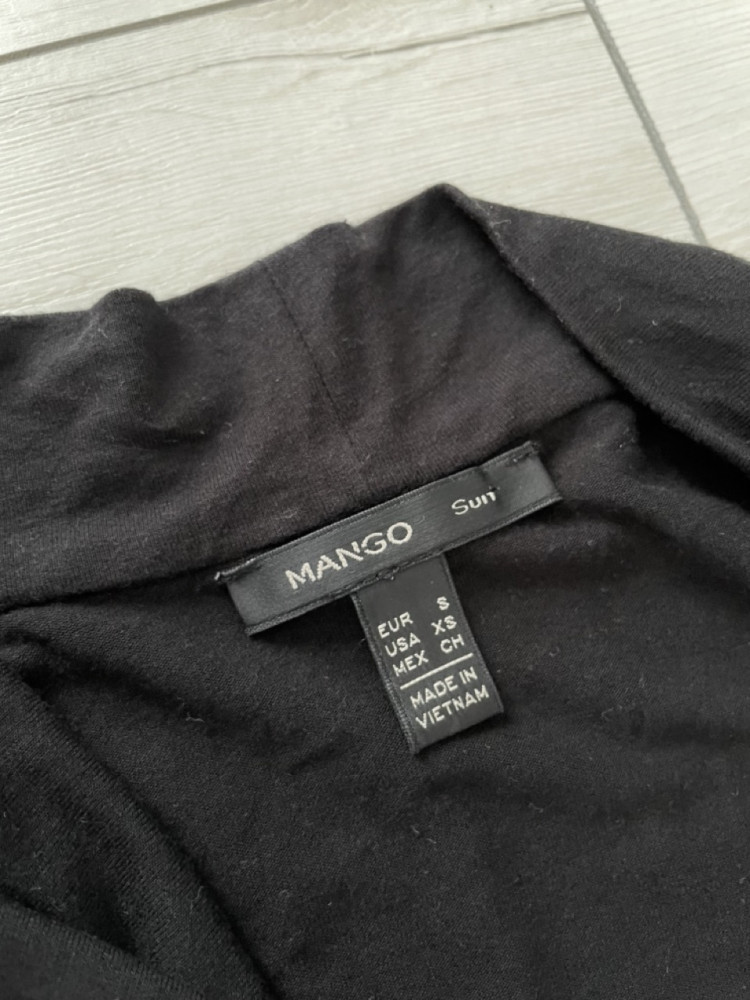 MANGO Suit
EUR S
USA XS
MEX CH
MADE IN
VIETNAM